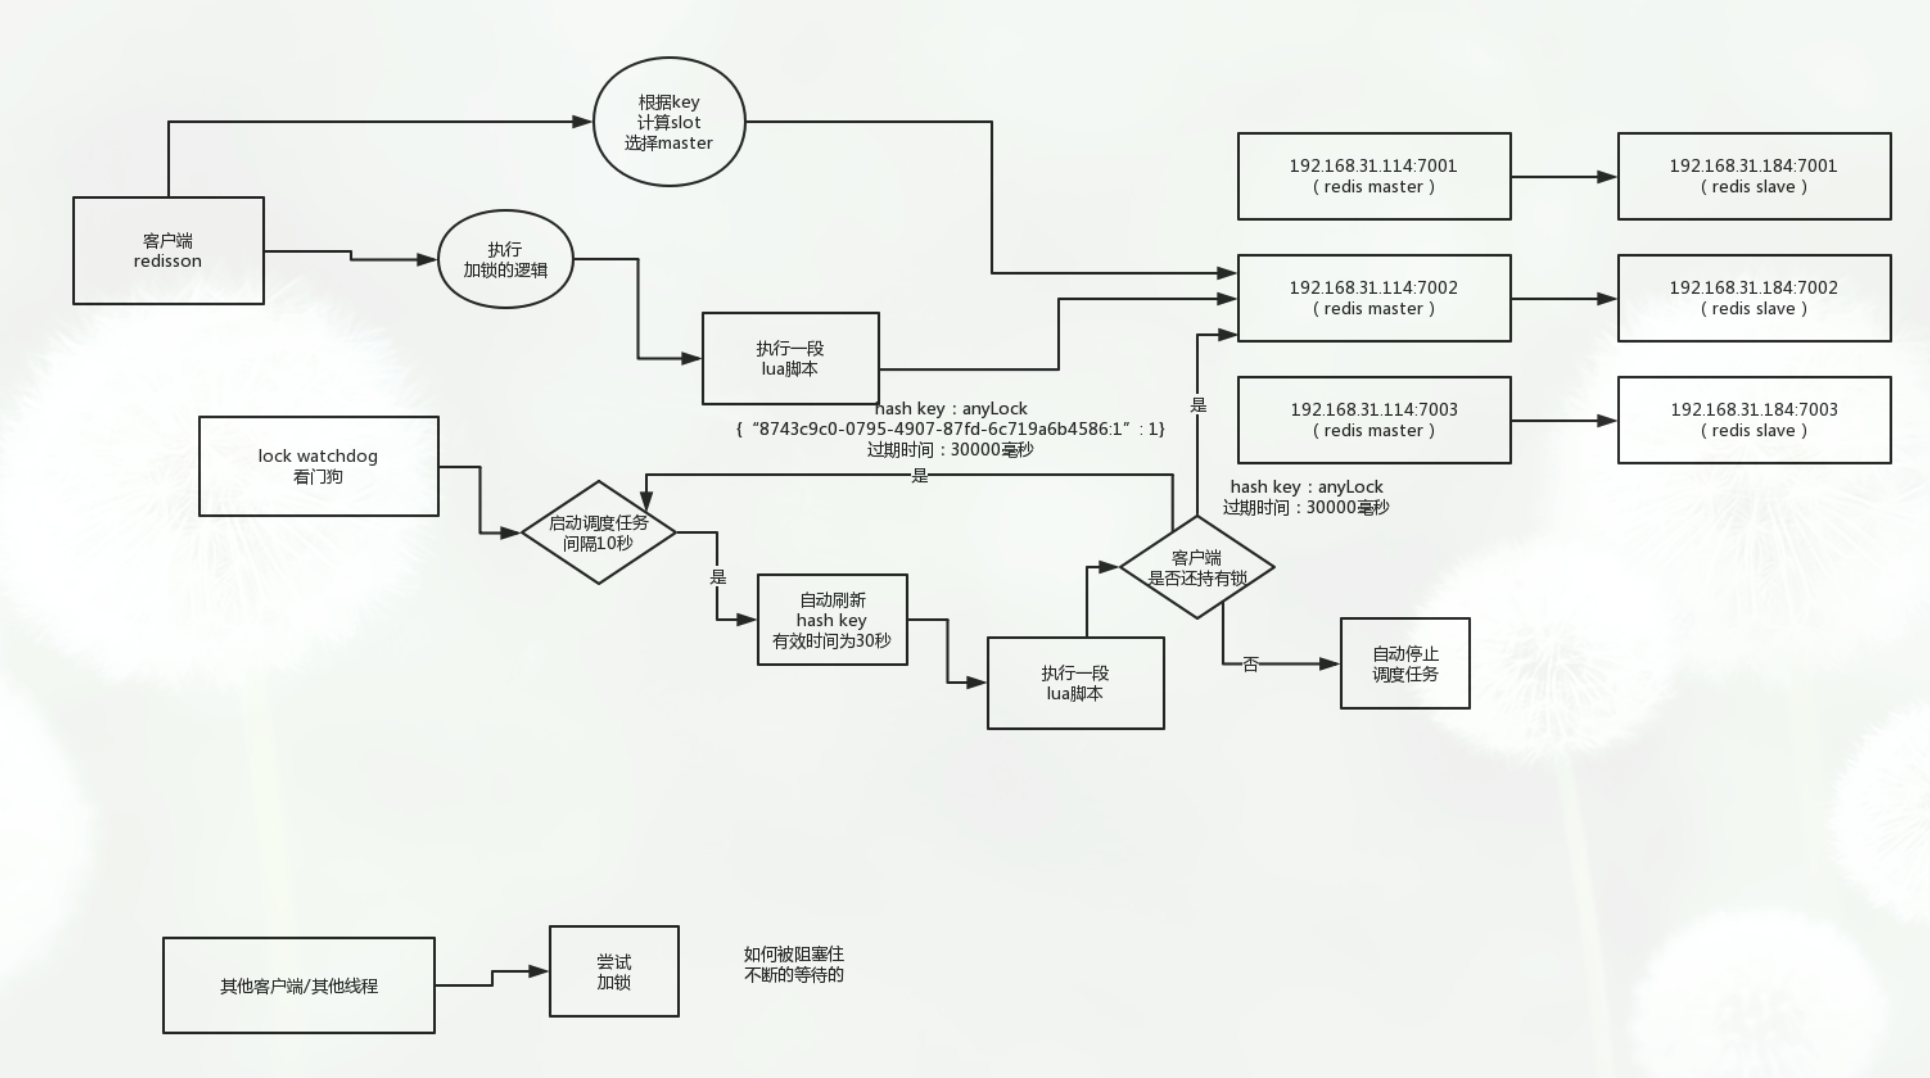 根据key
计算slot
选择master
192.168.31.114:7001
（ redis master ）
192.168.31.184:7001
（ redis slave ）
客户端
redisson
执行
加锁的逻辑
192.168.31.114:7002
（ redis master ）
192.168.31.184:7002
（ redis slave ）
执行一段
lua脚本
hash key：anyLock
{“8743c9c0-0795-4907-87fd-6c719a6b4586:1”: 1}
过期时间：30000毫秒
是
192.168.31.114:7003
（ redis master ）
192.168.31.184:7003
（ redis slave ）
lock watchdog
看门狗
是
hash key：anyLock
过期时间：30000毫秒
启动调度任务
间隔10秒
是
自动刷新
hash key
有效时间为30秒
客户端
是否还持有锁
执行一段
lua脚本
否
自动停止
调度任务
其他客户端/其他线程
尝试
加锁
如何被阻塞住
不断的等待的